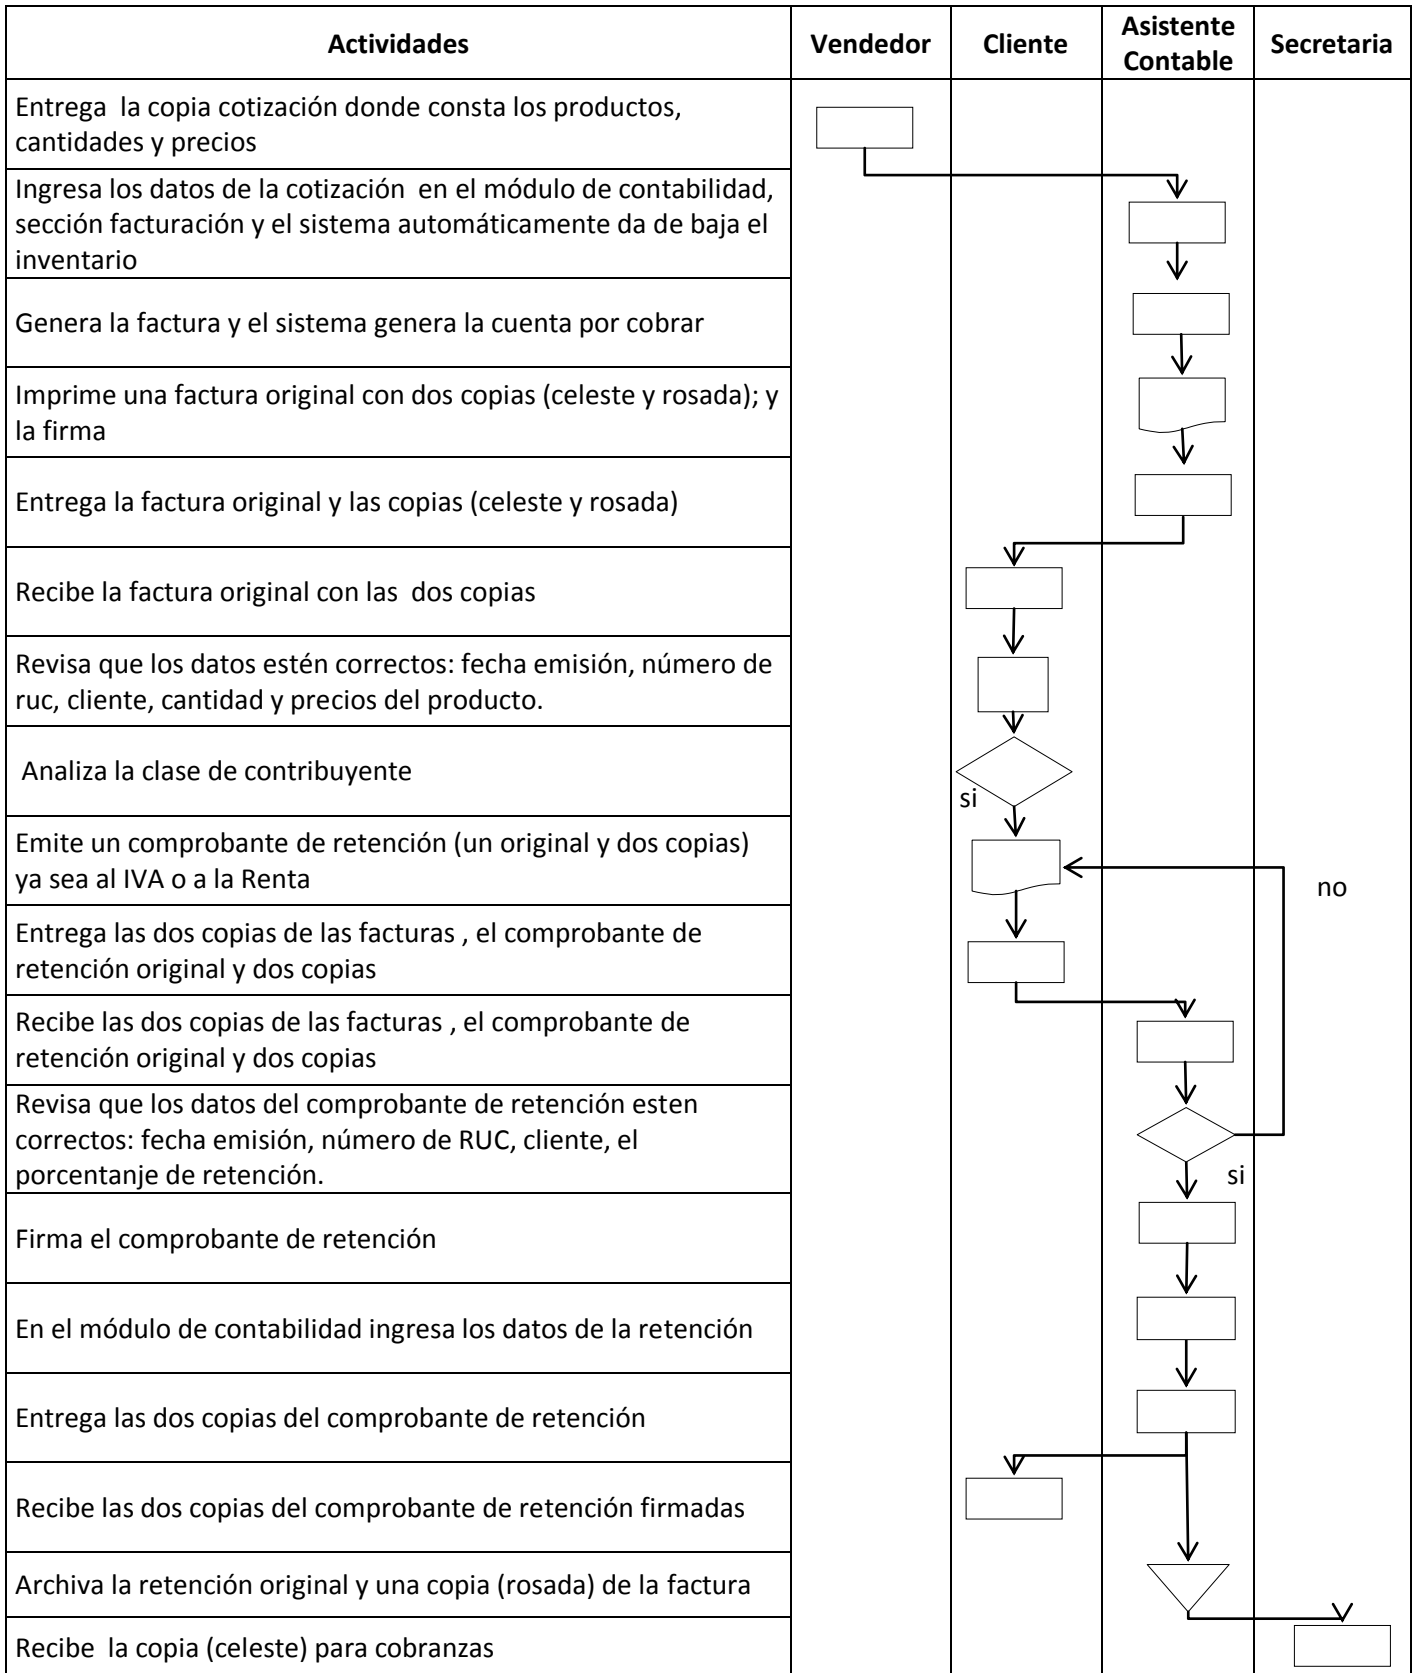 Actividades
Vendedor
Cliente
Asistente
Contable
Secretaria
Entrega  la copia cotización donde consta los productos,
cantidades y precios
Ingresa los datos de la cotización  en el módulo de contabilidad,
sección facturación y el sistema automáticamente da de baja el
inventario
Genera la factura y el sistema genera la cuenta por cobrar
Imprime una factura original con dos copias (celeste y rosada); y
la firma
Entrega la factura original y las copias (celeste y rosada)
Recibe la factura original con las  dos copias
Revisa que los datos estén correctos: fecha emisión, número de
ruc, cliente, cantidad y precios del producto.
Analiza la clase de contribuyente
si
Emite un comprobante de retención (un original y dos copias)
ya sea al IVA o a la Renta
no
Entrega las dos copias de las facturas , el comprobante de
retención original y dos copias
Recibe las dos copias de las facturas , el comprobante de
retención original y dos copias
Revisa que los datos del comprobante de retención esten
correctos: fecha emisión, número de RUC, cliente, el
porcentanje de retención.
si
Firma el comprobante de retención
En el módulo de contabilidad ingresa los datos de la retención
Entrega las dos copias del comprobante de retención
Recibe las dos copias del comprobante de retención firmadas
Archiva la retención original y una copia (rosada) de la factura
Recibe  la copia (celeste) para cobranzas